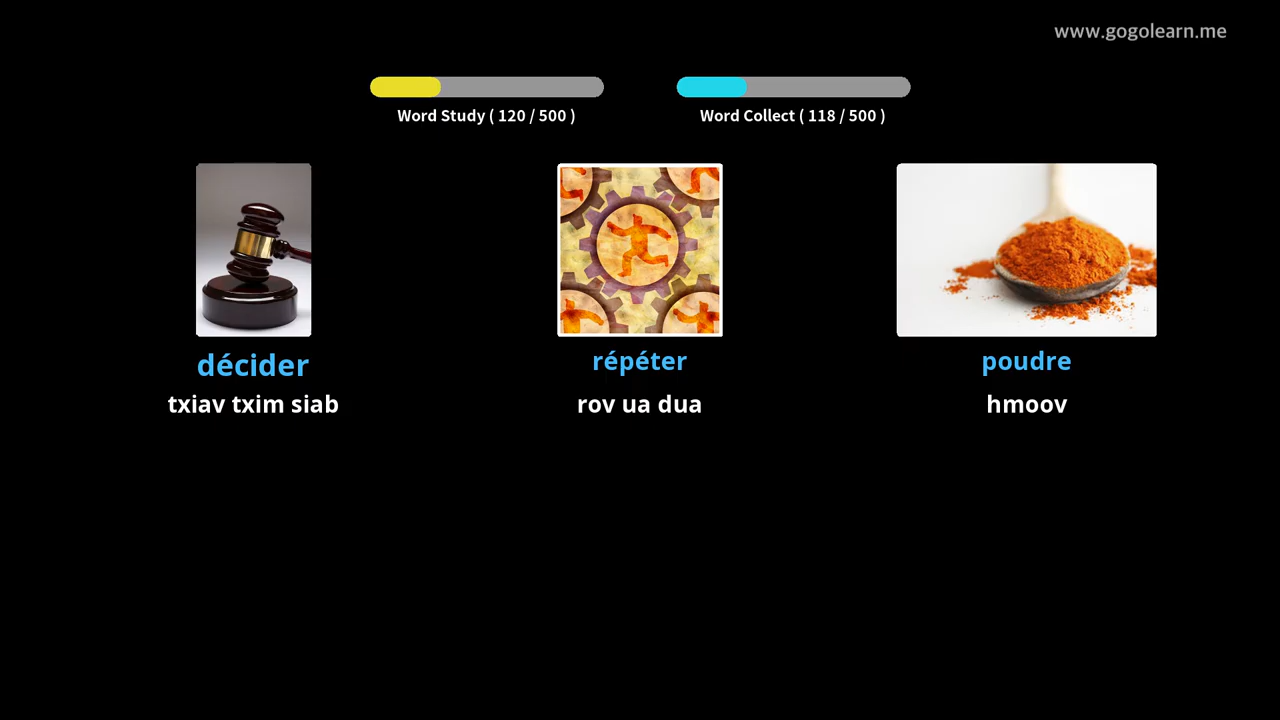 www.gogolearn.me
Word Study ( 120 / 500 )
Word Collect ( 118 / 500 )
décider
répéter
poudre
txiav txim siab
rov ua dua
hmoov